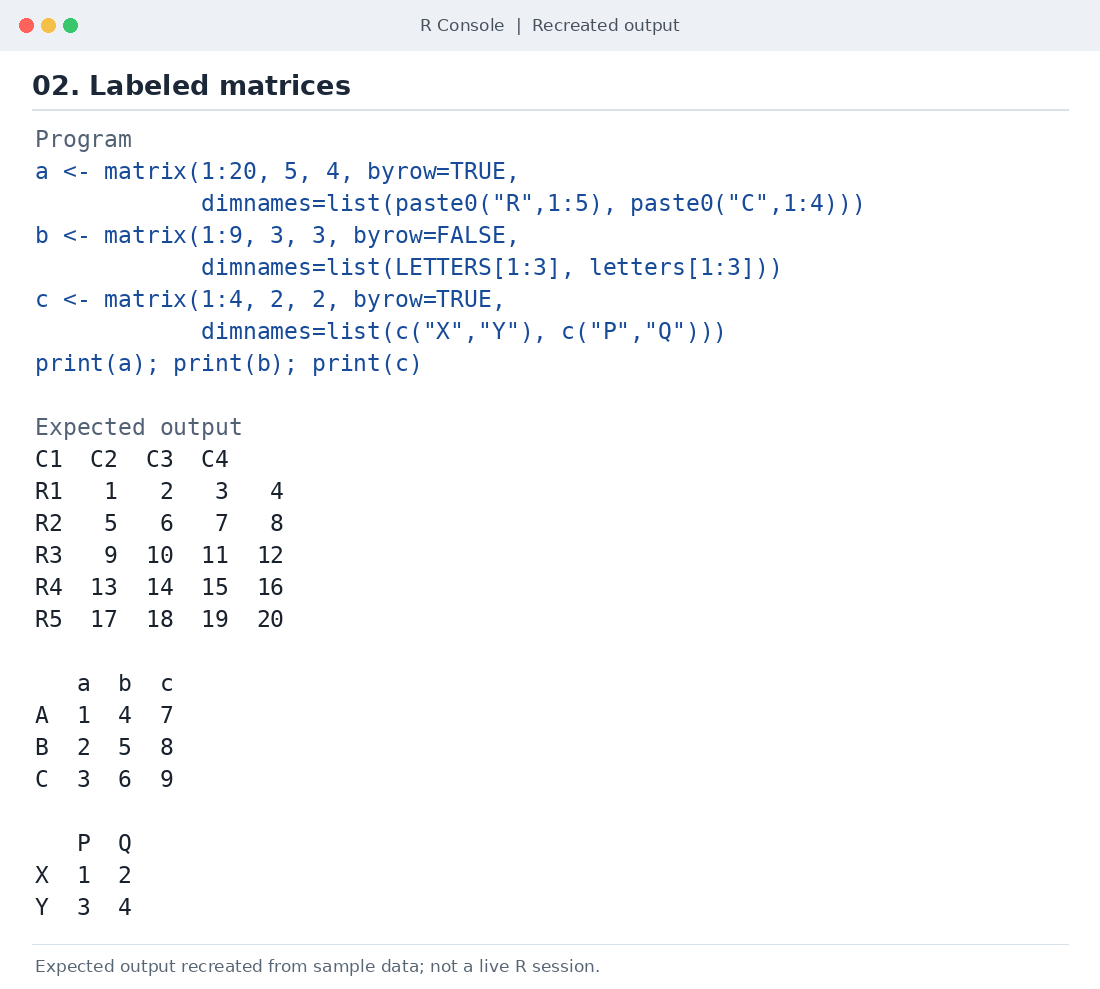 R Console  |  Recreated output
02. Labeled matrices
Program
a <- matrix(1:20, 5, 4, byrow=TRUE,
            dimnames=list(paste0("R",1:5), paste0("C",1:4)))
b <- matrix(1:9, 3, 3, byrow=FALSE,
            dimnames=list(LETTERS[1:3], letters[1:3]))
c <- matrix(1:4, 2, 2, byrow=TRUE,
            dimnames=list(c("X","Y"), c("P","Q")))
print(a); print(b); print(c)
Expected output
C1  C2  C3  C4
R1   1   2   3   4
R2   5   6   7   8
R3   9  10  11  12
R4  13  14  15  16
R5  17  18  19  20
   a  b  c
A  1  4  7
B  2  5  8
C  3  6  9
   P  Q
X  1  2
Y  3  4
Expected output recreated from sample data; not a live R session.